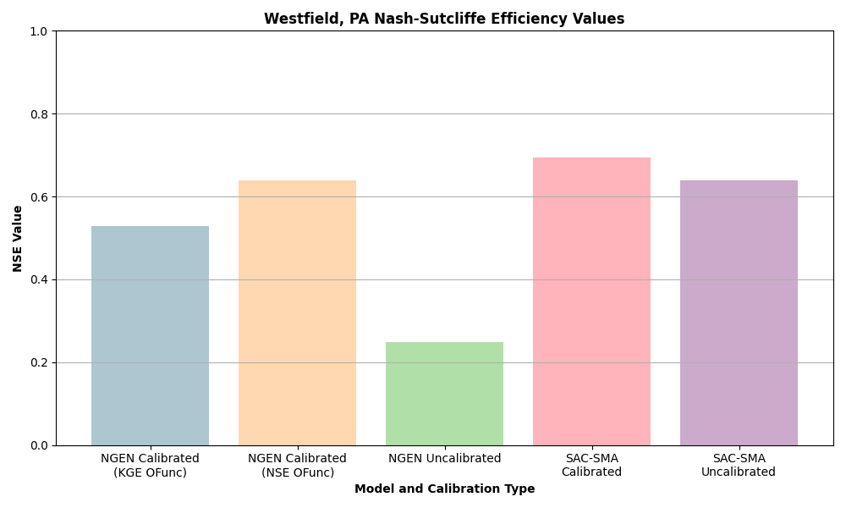 Westfield, PA Nash-Sutcliffe Efficiency Values
1.0
0.8
0.6
0.4
0.2
0.0
NSE Value
NGEN Calibrated
(KGE OFunc)
NGEN Calibrated
(NSE OFunc)
NGEN Uncalibrated
SAC-SMA
Calibrated
SAC-SMA
Uncalibrated
Model and Calibration Type